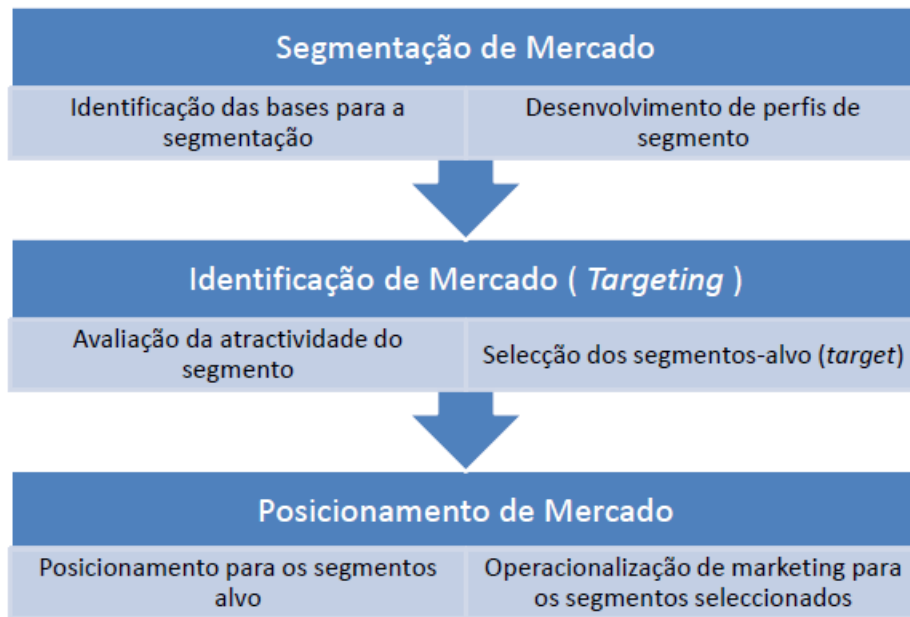 Segmentação de Mercado
Identificação das bases para a
segmentação
Desenvolvimento de perfis de
segmento
Identificação de Mercado ( Targeting )
Avaliação da atractividade do
segmento
Selecção dos segmentos-alvo (target)
Posicionamento de Mercado
Posicionamento para os segmentos
alvo
Operacionalização de marketing para
os segmentos seleccionados